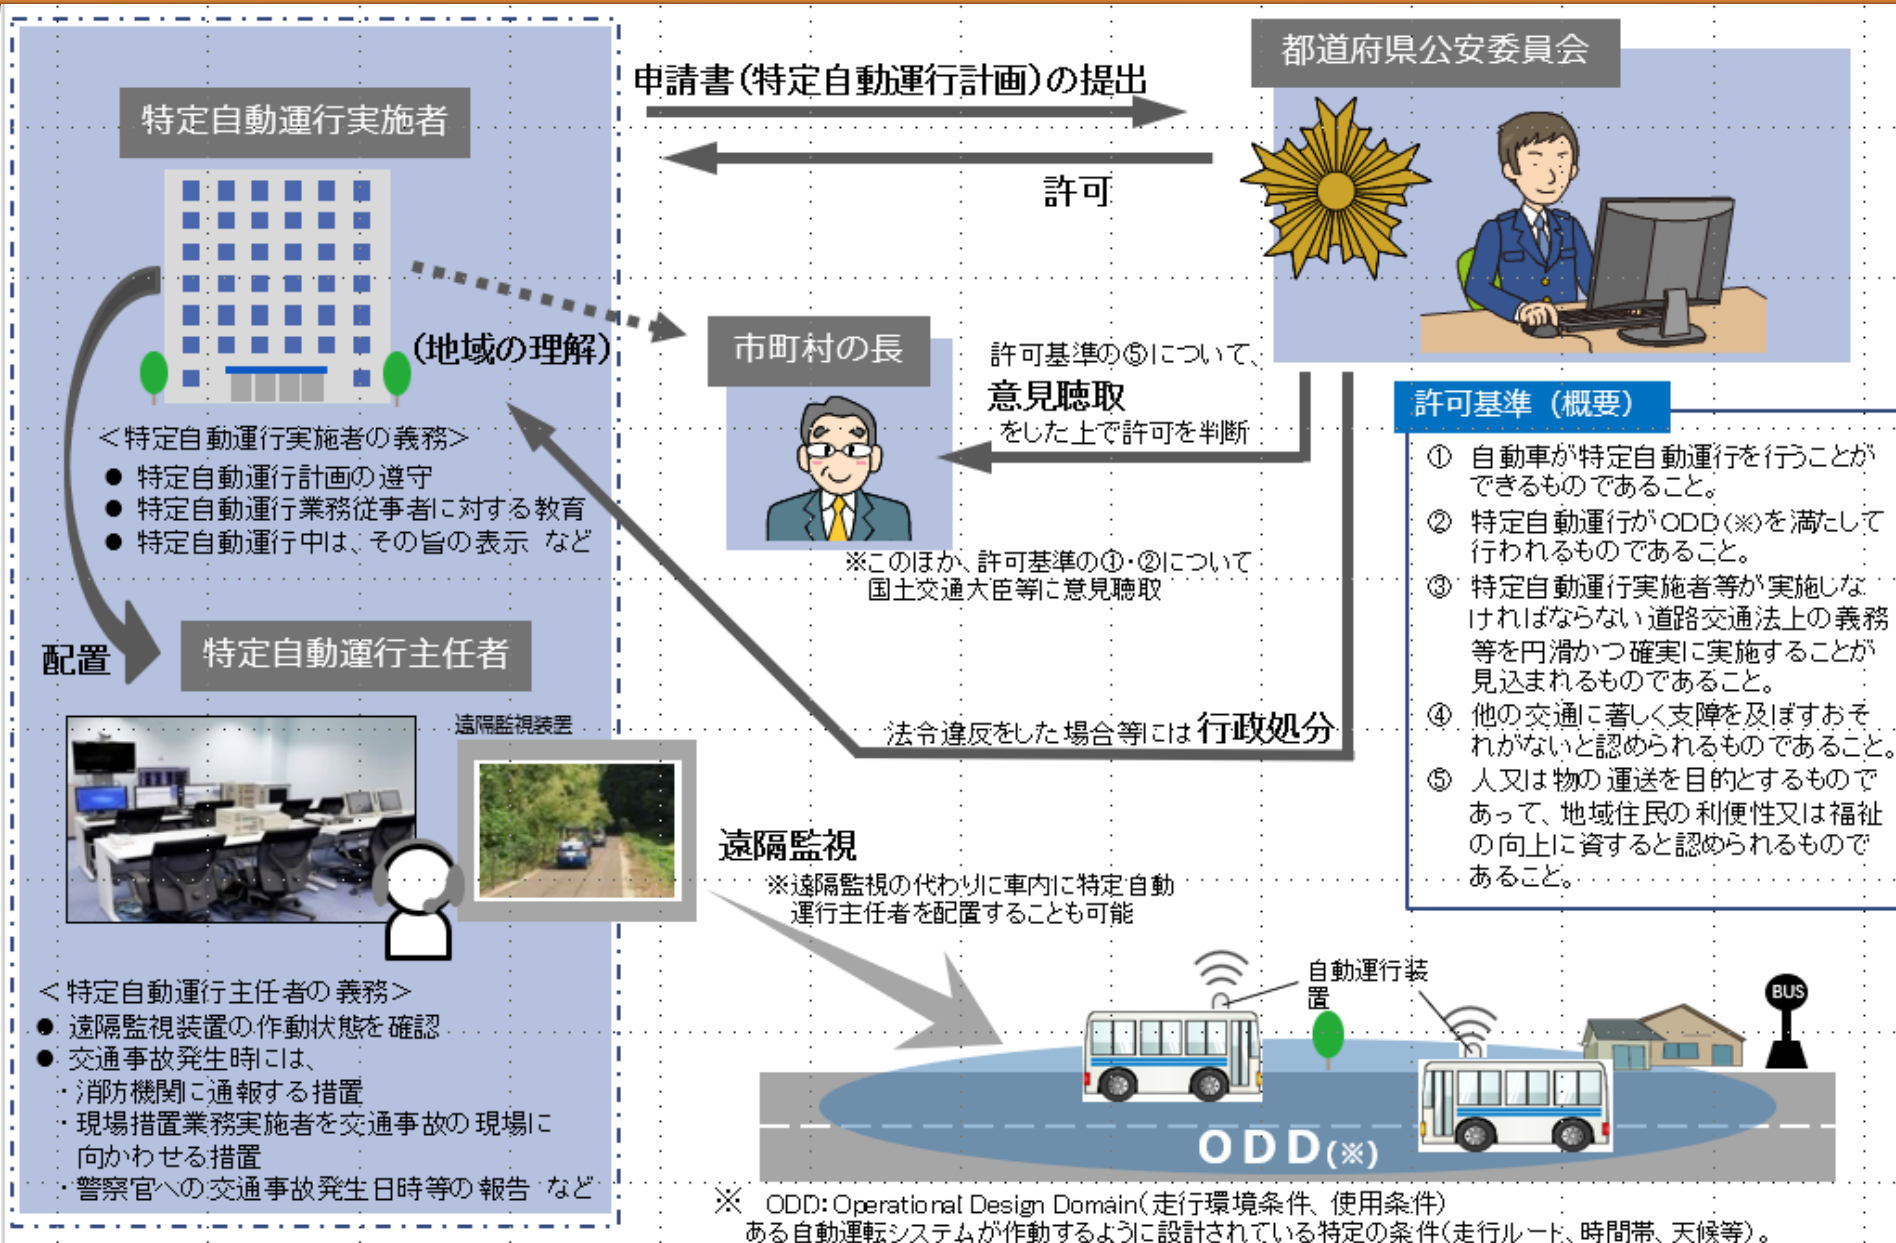 特定自動運行実施者
(地域の理解)
<特定自動運行実施者の義務>
● 特定自動運行計画の遵守
● 特定自動運行業務従事者に対する教育
● 特定自動運行中は、その旨の表示 など
配置
特定自動運行主任者
遠隔監視装置
<特定自動運行主任者の義務>
● 遠隔監視装置の作動状態を確認
● 交通事故発生時には、
・消防機関に通報する措置
・現場措置業務実施者を交通事故の現場に
向かわせる措置
・警察官への交通事故発生日時等の報告 など
申請書(特定自動運行計画)の提出
許可
都道府県公安委員会
市町村の長
許可基準の⑤について、
意見聴取
をした上で許可を判断
※このほか、許可基準の①・②について
国土交通大臣等に意見聴取
法令違反をした場合等には行政処分
許可基準(概要)
① 自動車が特定自動運行を行うことが
できるものであること。
② 特定自動運行がODD(※)を満たして
行われるものであること。
③ 特定自動運行実施者等が実施しな
ければならない道路交通法上の義務
等を円滑かつ確実に実施することが
見込まれるものであること。
④ 他の交通に著しく支障を及ぼすおそ
れがないと認められるものであること。
⑤ 人又は物の運送を目的とするもので
あって、地域住民の利便性又は福祉
の向上に資すると認められるもので
あること。
遠隔監視
※遠隔監視の代わりに車内に特定自動
運行主任者を配置することも可能
自動運行装
置
BUS
ODD(※)
※ ODD:Operational Design Domain(走行環境条件、使用条件)
ある自動運転システムが作動するように設計されている特定の条件(走行ルート、時間帯、天候等)。